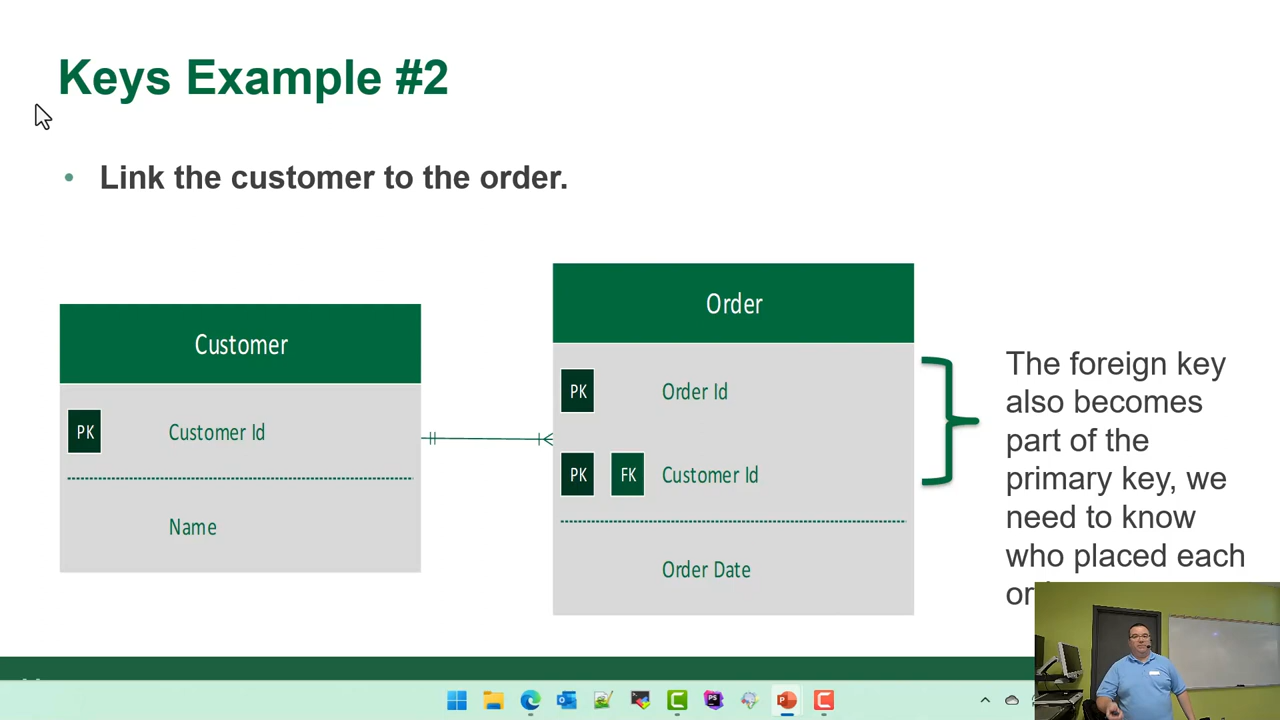 Keys Example #2
• Link the customer to the order.
Customer
PK Customer Id
Name
Order
PK Order Id
PK FK Customer Id
Order Date
The foreign key
also becomes
part of the
primary key, we
need to know
who placed each